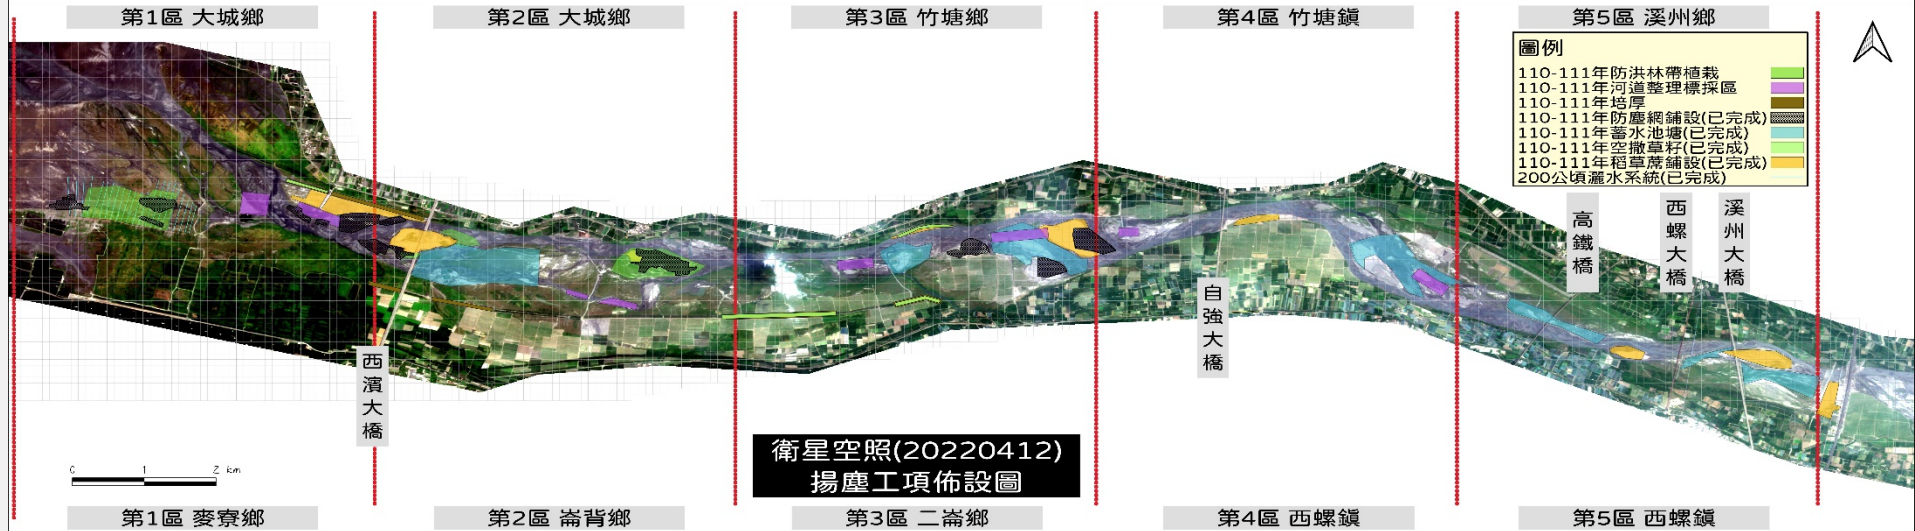 第1區 大城鄉
第2區 大城鄉
第3區 竹塘鄉
第4區 竹塘鎮
第5區 溪州鄉
圖例
110-111年防洪林帶植栽
110-111年河道整理標採區
110-111年培厚
110-111年防塵網鋪設(已完成)
110-111年蓄水池塘(已完成)
110-111年空撒草籽(已完成)
110-111年稻草蓆鋪設(已完成)
200公頃灑水系統(已完成)
高鐵橋
西螺大橋
溪州大橋
自強大橋
西濱大橋
0 1 2 km
衛星空照(20220412)
揚塵工項佈設圖
第1區 麥寮鄉
第2區 崙背鄉
第3區 二崙鄉
第4區 西螺鎮
第5區 西螺鎮